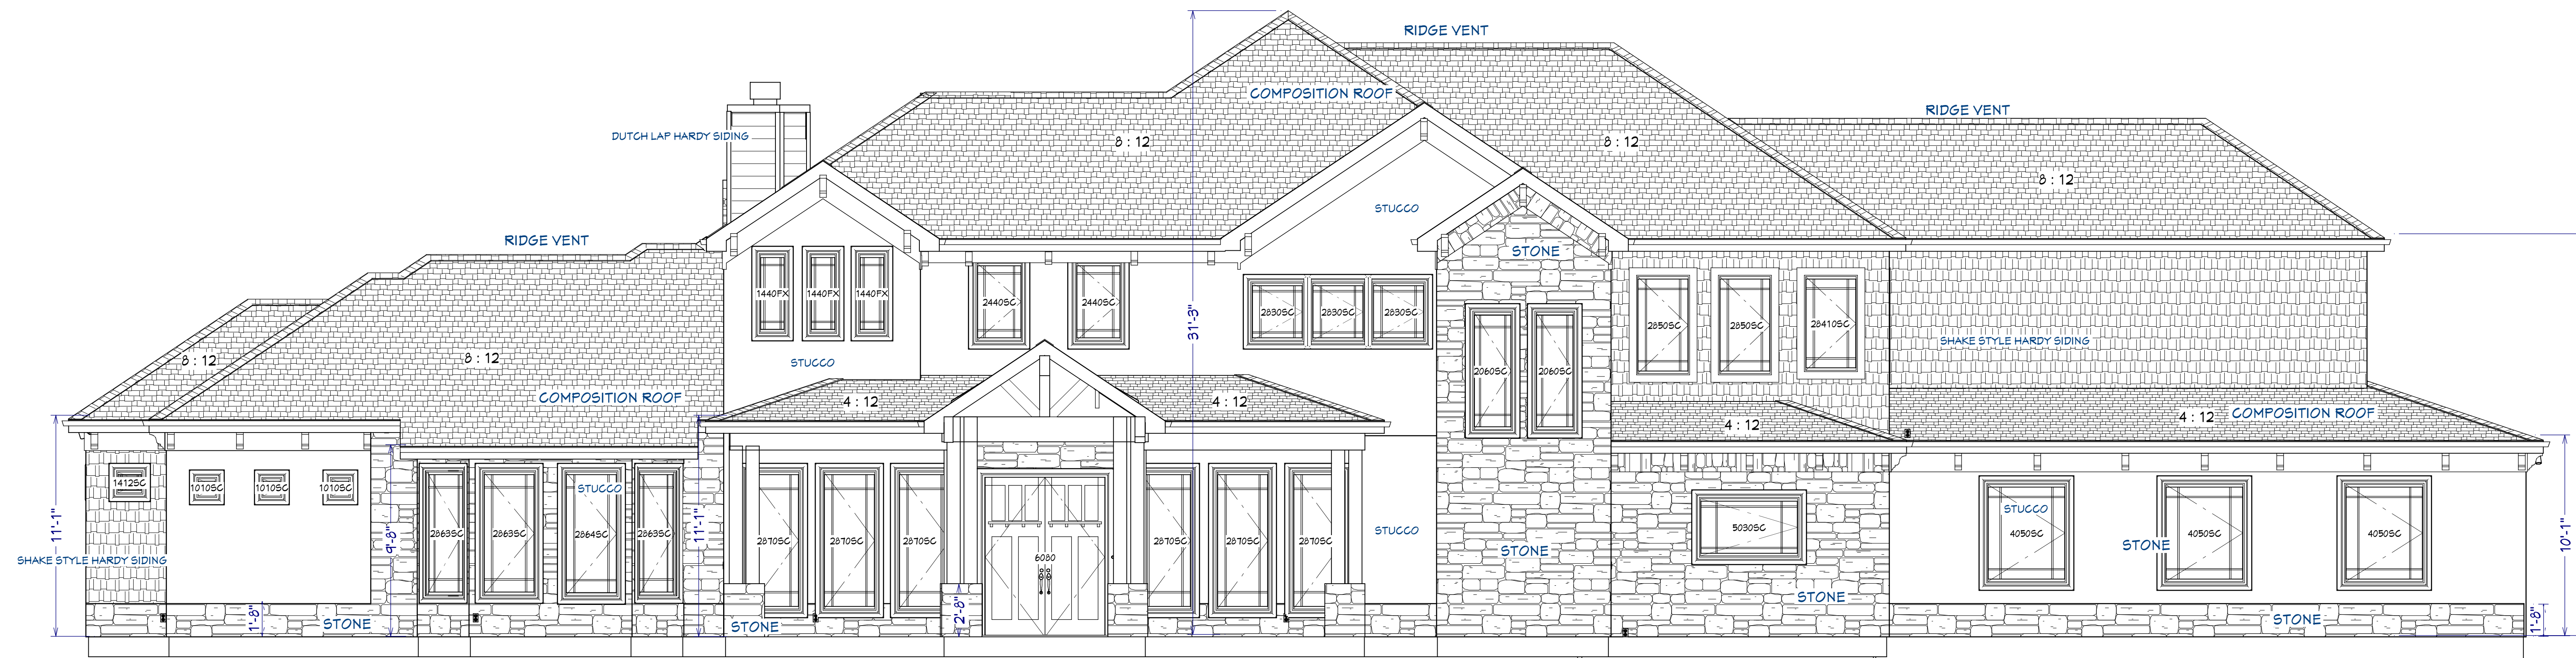 RIDGE VENT
COMPOSITION ROOF
RIDGE VENT
DUTCH LAP HARDY SIDING
8 : 12
8 : 12
8 : 12
STUCCO
RIDGE VENT
STONE
1440FX
1440FX
1440FX
2440SC
2440SC
2830SC
2830SC
2830SC
31'-3"
2850SC
2850SC
28410SC
SHAKE STYLE HARDY SIDING
8 : 12
8 : 12
STUCCO
2060SC
2060SC
COMPOSITION ROOF
4 : 12
4 : 12
4 : 12
4 : 12
COMPOSITION ROOF
1412SC
1010SC
1010SC
1010SC
STUCCO
11'-1"
9'-8"
11'-1"
2863SC
2863SC
2864SC
2863SC
2870SC
2870SC
2870SC
6080
2870SC
2870SC
2870SC
STUCCO
STONE
5030SC
STUCCO
4050SC
STONE
4050SC
4050SC
10'-1"
SHAKE STYLE HARDY SIDING
1'-8"
STONE
STONE
2'-8"
STONE
STONE
1'-8"